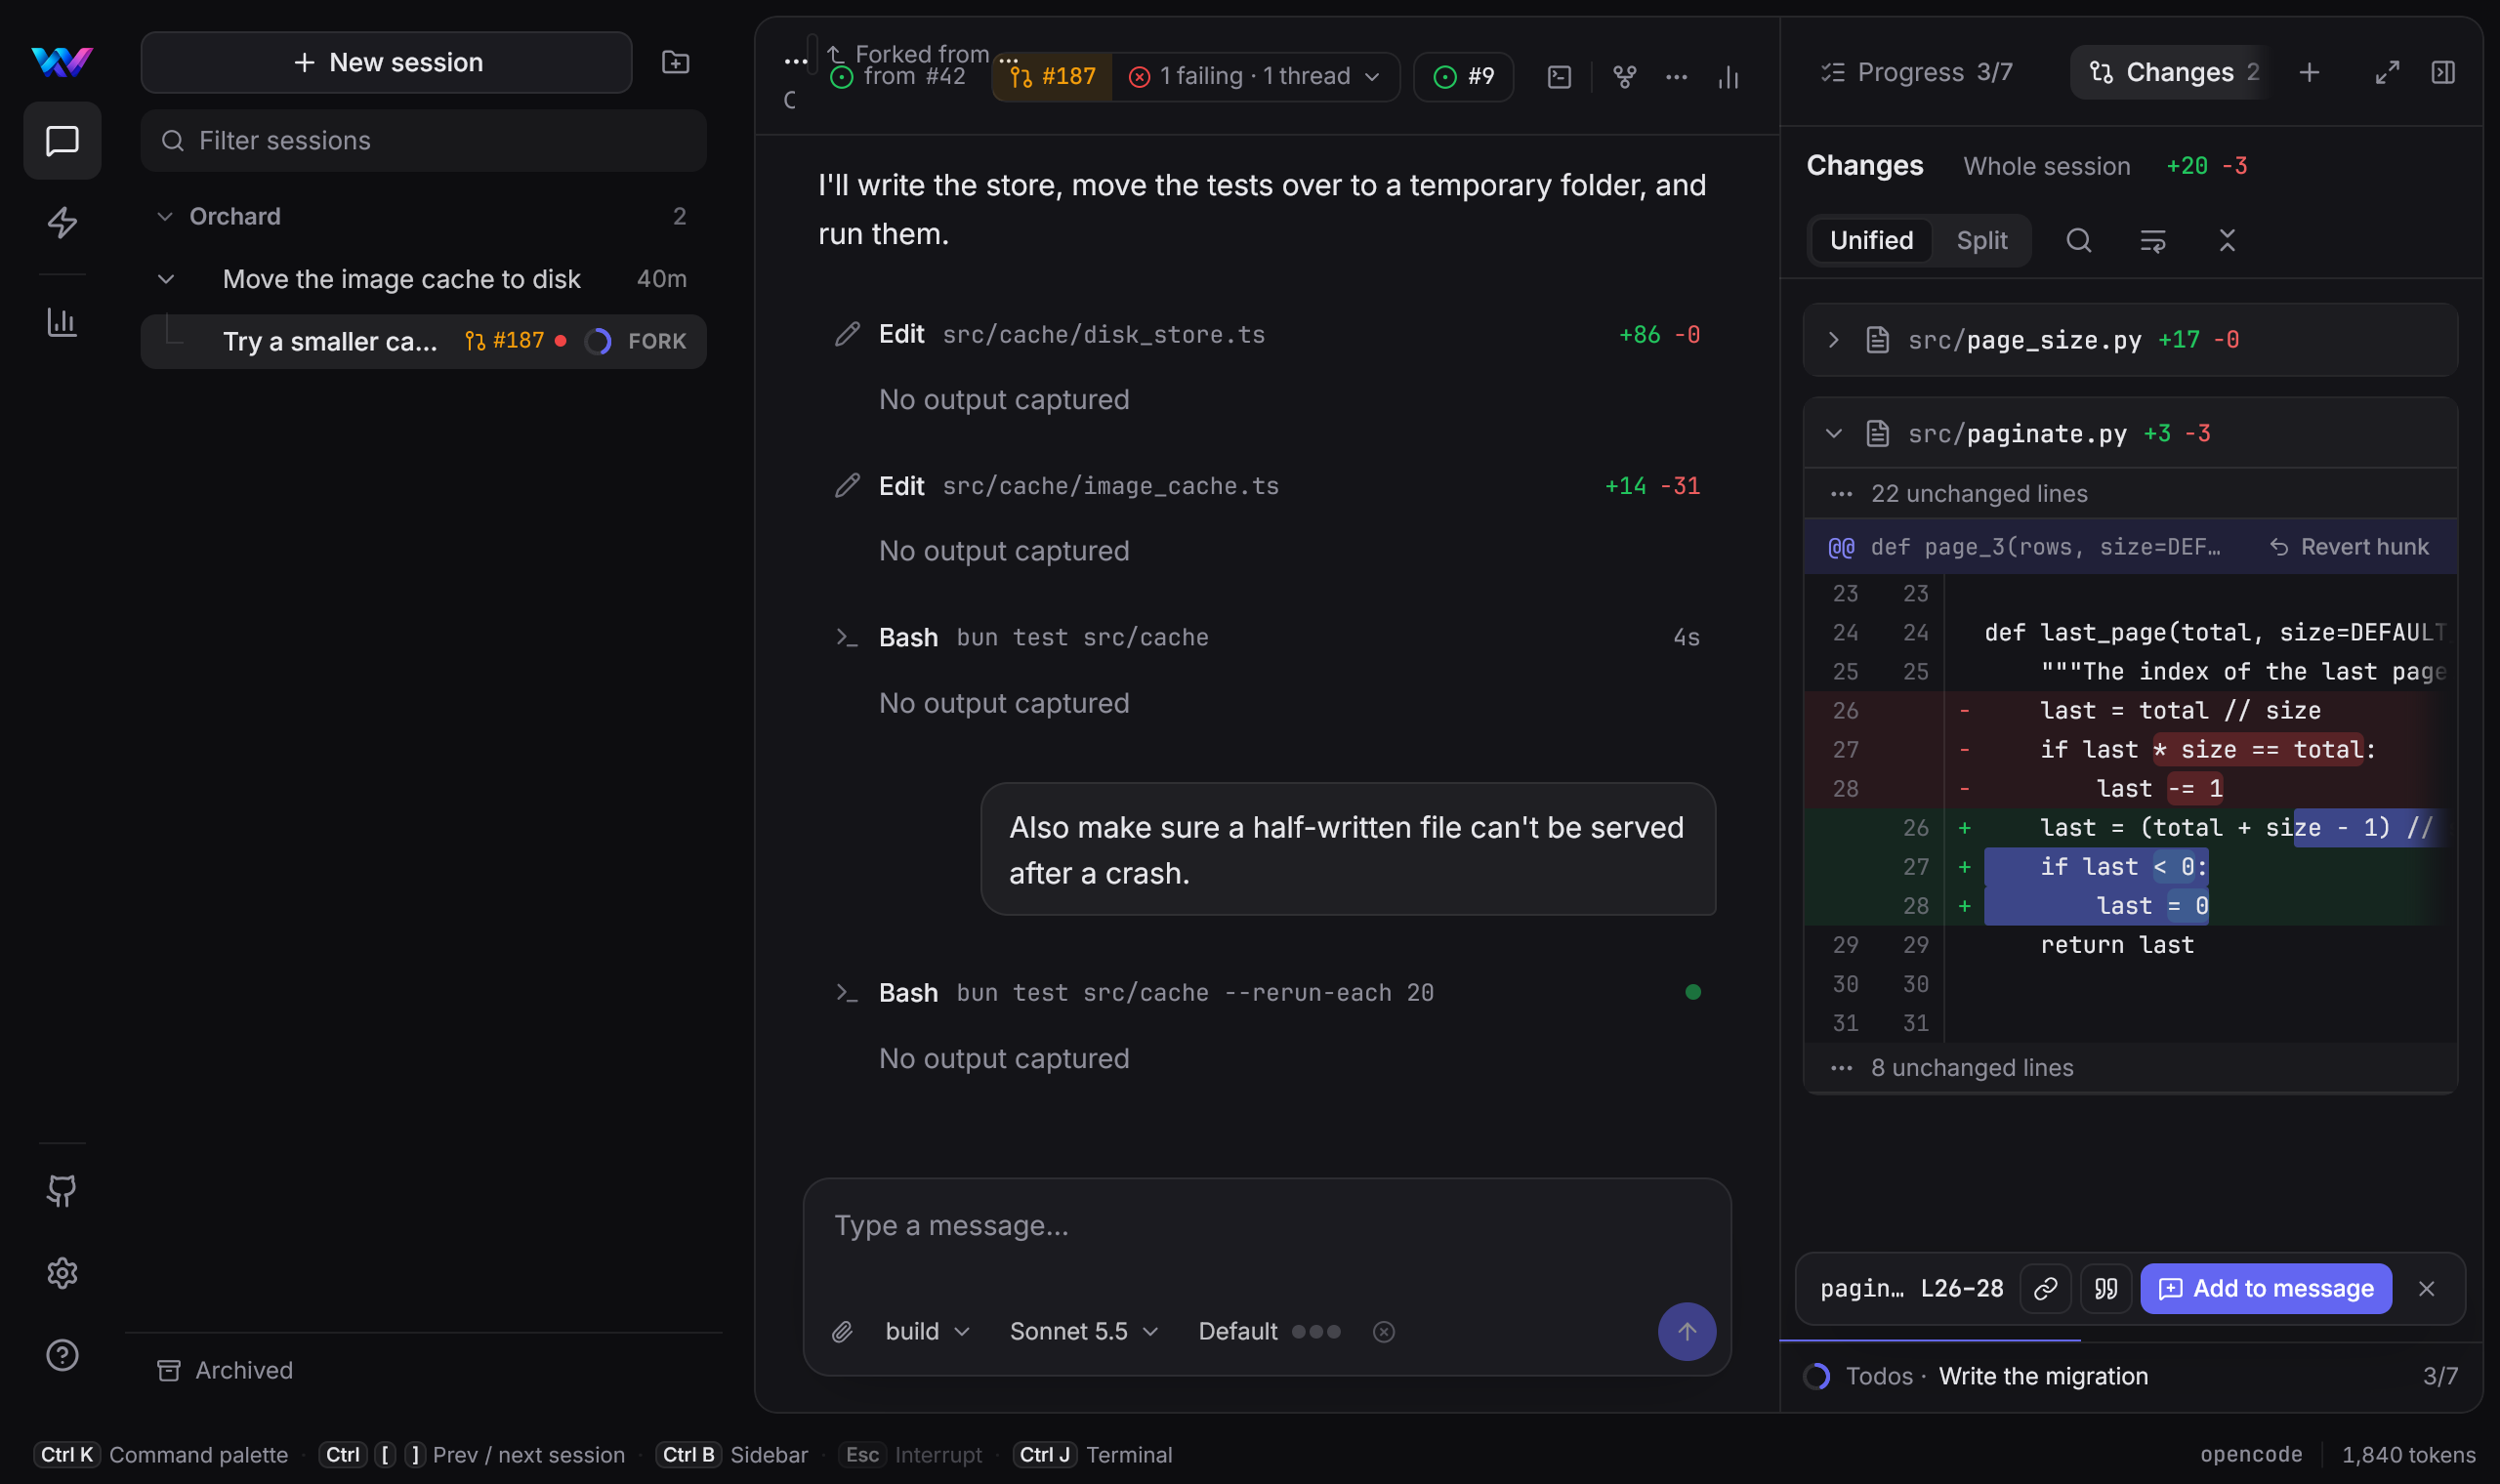 New session
Filter sessions
Orchard 2
Move the image cache to disk 40m
Try a smaller ca... #187 FORK
Archived
Forked from ...
from #42
#187
1 failing · 1 thread
#9
I'll write the store, move the tests over to a temporary folder, and
run them.
Edit src/cache/disk_store.ts +86 -0
No output captured
Edit src/cache/image_cache.ts +14 -31
No output captured
Bash bun test src/cache 4s
No output captured
Also make sure a half-written file can't be served
after a crash.
Bash bun test src/cache --rerun-each 20
No output captured
Type a message...
build
Sonnet 5.5
Default
Progress 3/7
Changes 2
Changes Whole session +20 -3
Unified Split
src/page_size.py +17 -0
src/paginate.py +3 -3
... 22 unchanged lines
@@ def page_3(rows, size=DEF... Revert hunk
23 23
24 24 def last_page(total, size=DEFAULT
25 25 """The index of the last page
26 - last = total // size
27 - if last * size == total:
28 - last -= 1
26 + last = (total + size - 1) //
27 + if last < 0:
28 + last = 0
29 29 return last
30 30
31 31
... 8 unchanged lines
pagin... L26-28 Add to message
Todos · Write the migration 3/7
Ctrl K Command palette · Ctrl [ ] Prev / next session · Ctrl B Sidebar · Esc Interrupt · Ctrl J Terminal
opencode 1,840 tokens